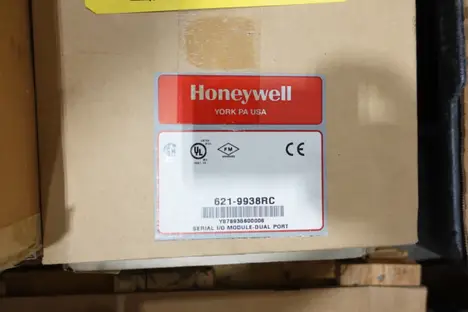 Honeywell
YORK PA USA
UL
FM
CE
621-9938RC
SERIAL I/O MODULE-DUAL PORT